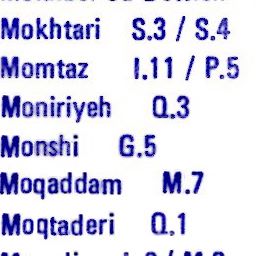 Mokhtari S.3 / S.4
Momtaz I.11 / P.5
Moniriyeh Q.3
Monshi G.5
Moqaddam M.7
Moqtaderi Q.1